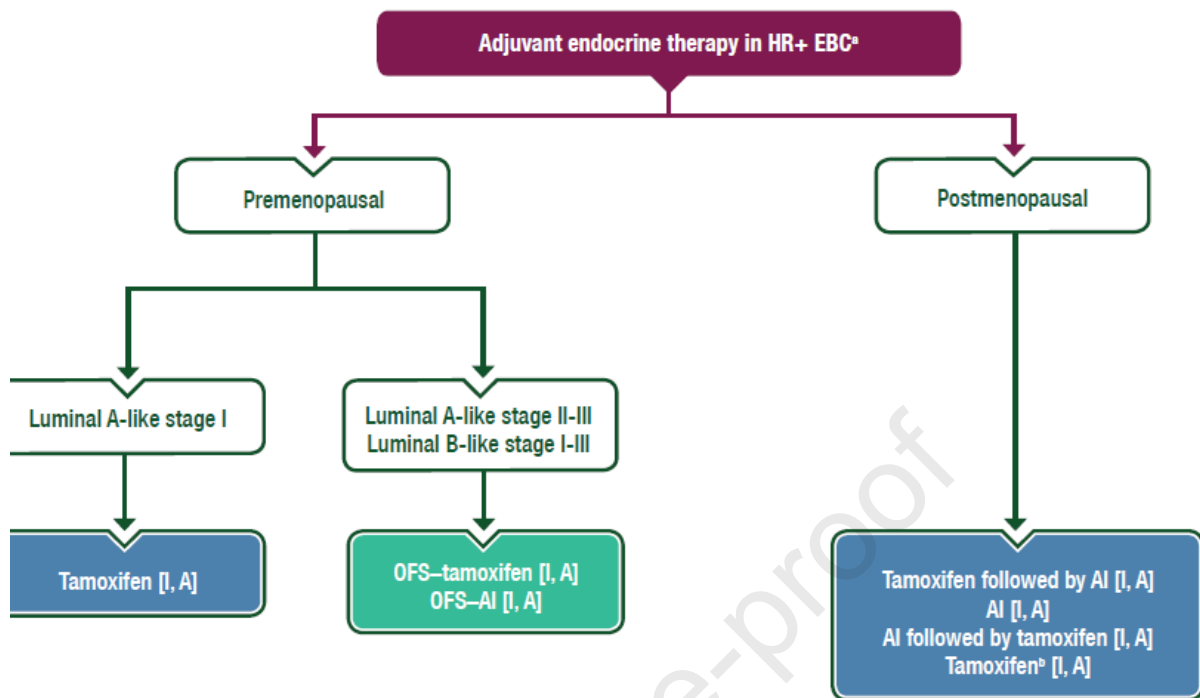 Adjuvant endocrine therapy in HR+ EBCᵃ
Premenopausal
Postmenopausal
Luminal A-like stage I
Luminal A-like stage II-III
Luminal B-like stage I-III
Tamoxifen [I, A]
OFS–tamoxifen [I, A]
OFS–AI [I, A]
Tamoxifen followed by AI [I, A]
AI [I, A]
AI followed by tamoxifen [I, A]
Tamoxifenᵇ [I, A]
e-proof